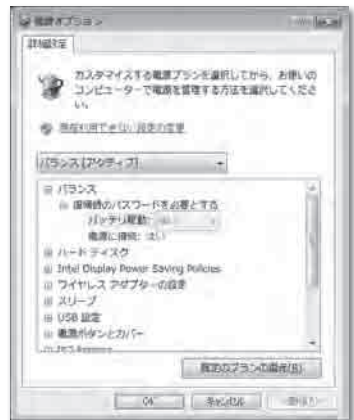 電源オプション
詳細設定
カスタマイズする電源プランを選択してから、お使いの
コンピューターで電源を管理する方法を選択してくださ
い。
現在利用できない設定の変更
バランス [アクティブ]
バランス
復帰時のパスワードを必要とする
バッテリ駆動:
電源に接続: はい
ハード ディスク
Intel Display Power Saving Policies
ワイヤレス アダプターの設定
スリープ
USB 設定
電源ボタンとカバー
既定のプランの復元(R)
OK
キャンセル